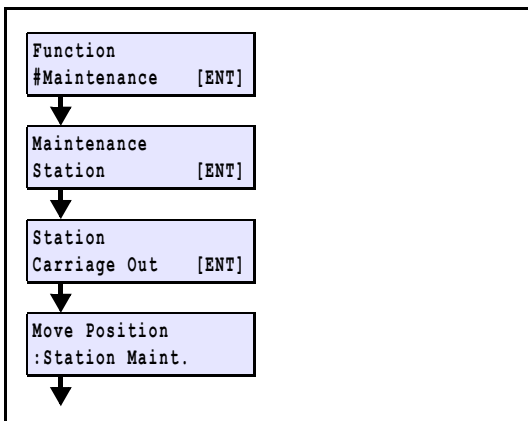 Function
#Maintenance [ENT]
Maintenance
Station [ENT]
Station
Carriage Out [ENT]
Move Position
:Station Maint.